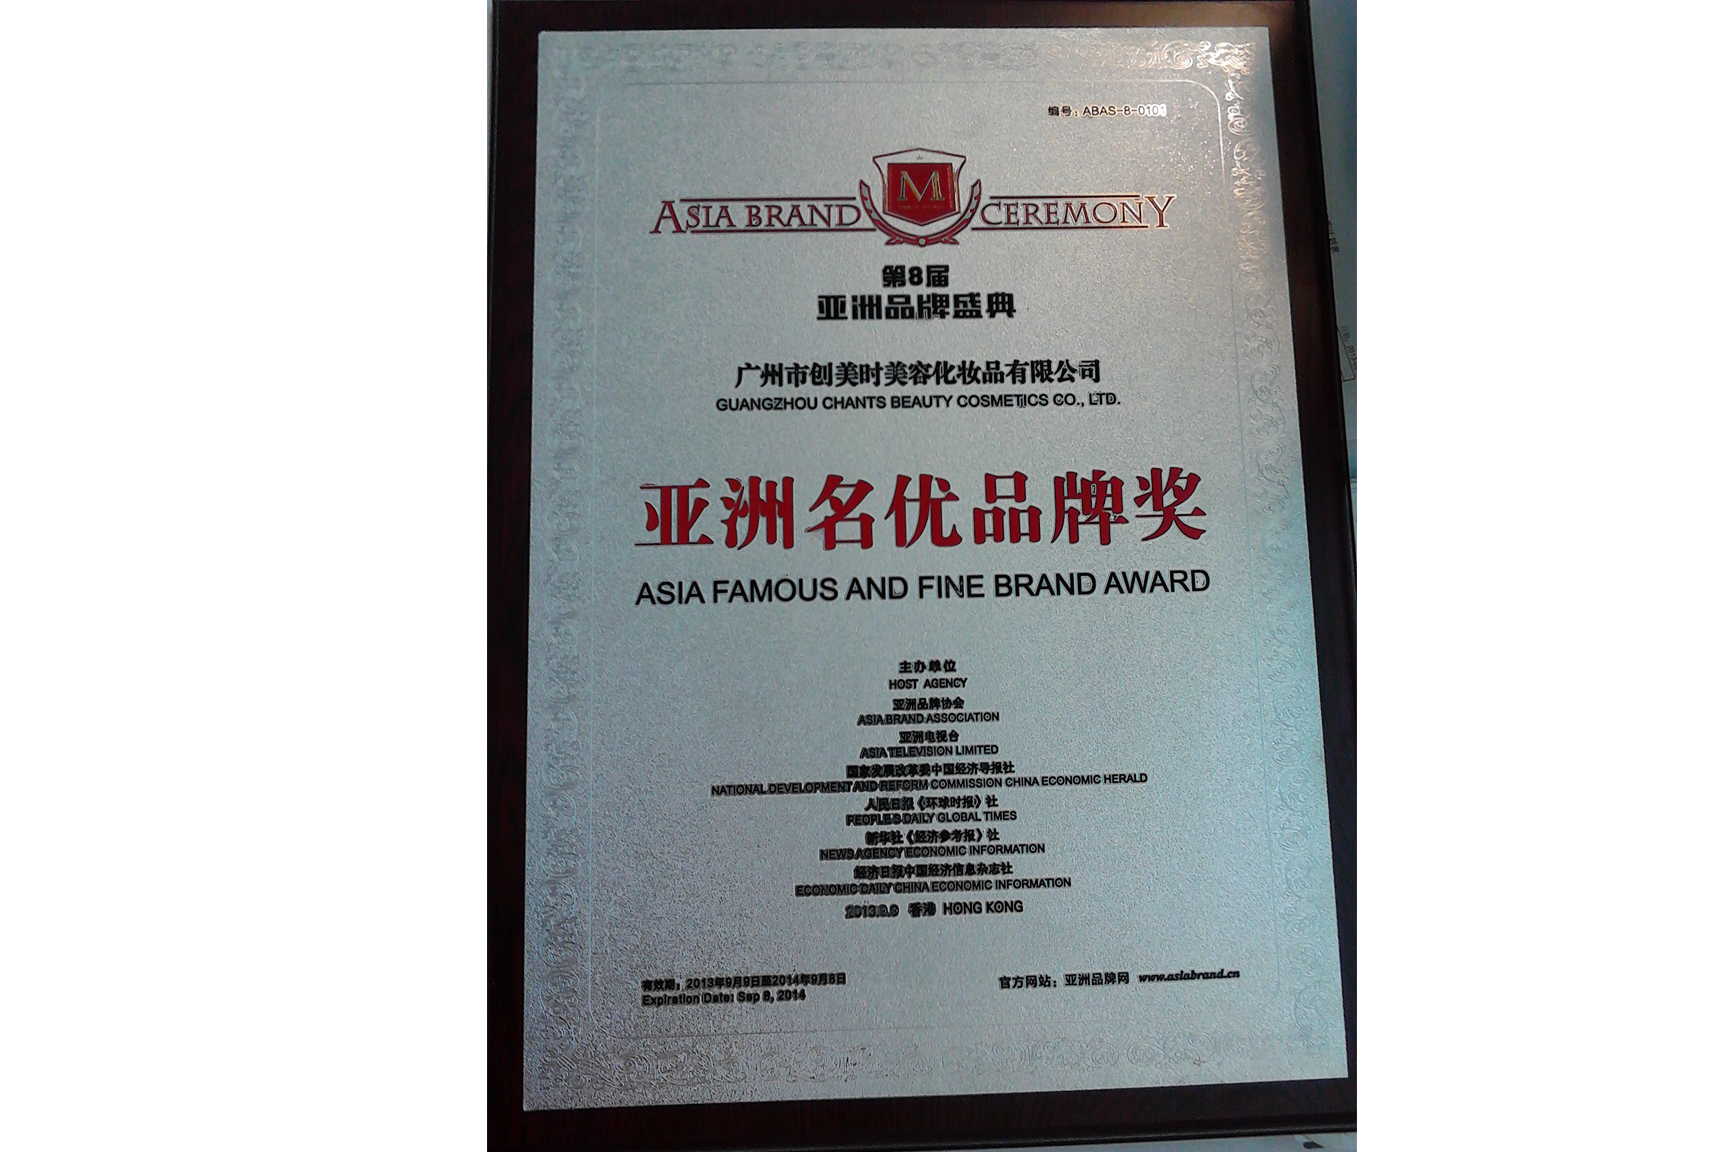 编号：ABAS-8-0101
M
ASIA BRAND CEREMONY
第8届
亚洲品牌盛典
广州市创美时美容化妆品有限公司
GUANGZHOU CHANTS BEAUTY COSMETICS CO., LTD.
亚洲名优品牌奖
ASIA FAMOUS AND FINE BRAND AWARD
主办单位
HOST AGENCY
亚洲品牌协会
ASIA BRAND ASSOCIATION
亚洲电视台
ASIA TELEVISION LIMITED
国家发展改革委中国经济导报社
NATIONAL DEVELOPMENT AND REFORM COMMISSION CHINA ECONOMIC HERALD
人民日报《环球时报》社
PEOPLE'S DAILY GLOBAL TIMES
新华社《经济参考报》社
NEWS AGENCY ECONOMIC INFORMATION
经济日报中国经济信息杂志社
ECONOMIC DAILY CHINA ECONOMIC INFORMATION
2013.9.9 香港 HONG KONG
有效期：2013年9月9日至2014年9月8日
Expiration Date: Sep 8, 2014
官方网站：亚洲品牌网 www.asiabrand.cn